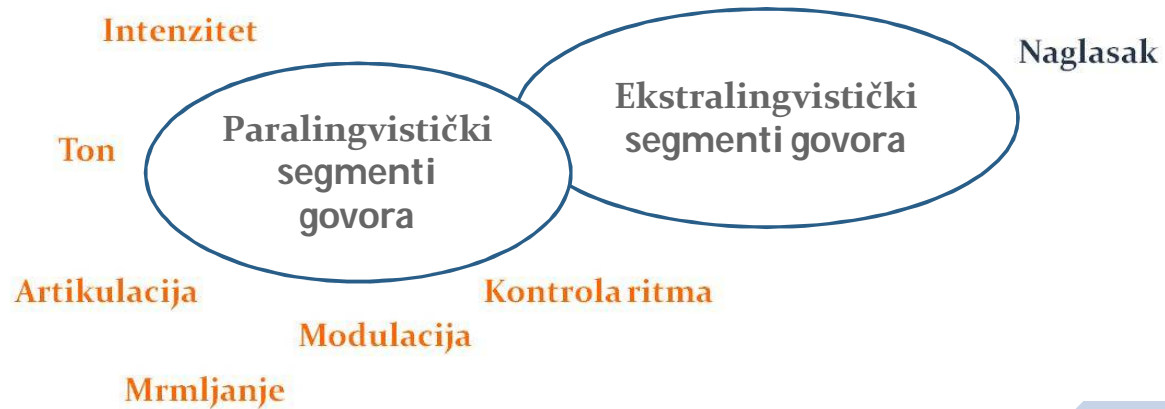 Intenzitet
Naglasak
Ekstralingvistički
segmenti govora
Paralingvistički
segmenti
govora
Ton
Artikulacija
Kontrola ritma
Modulacija
Mrmljanje